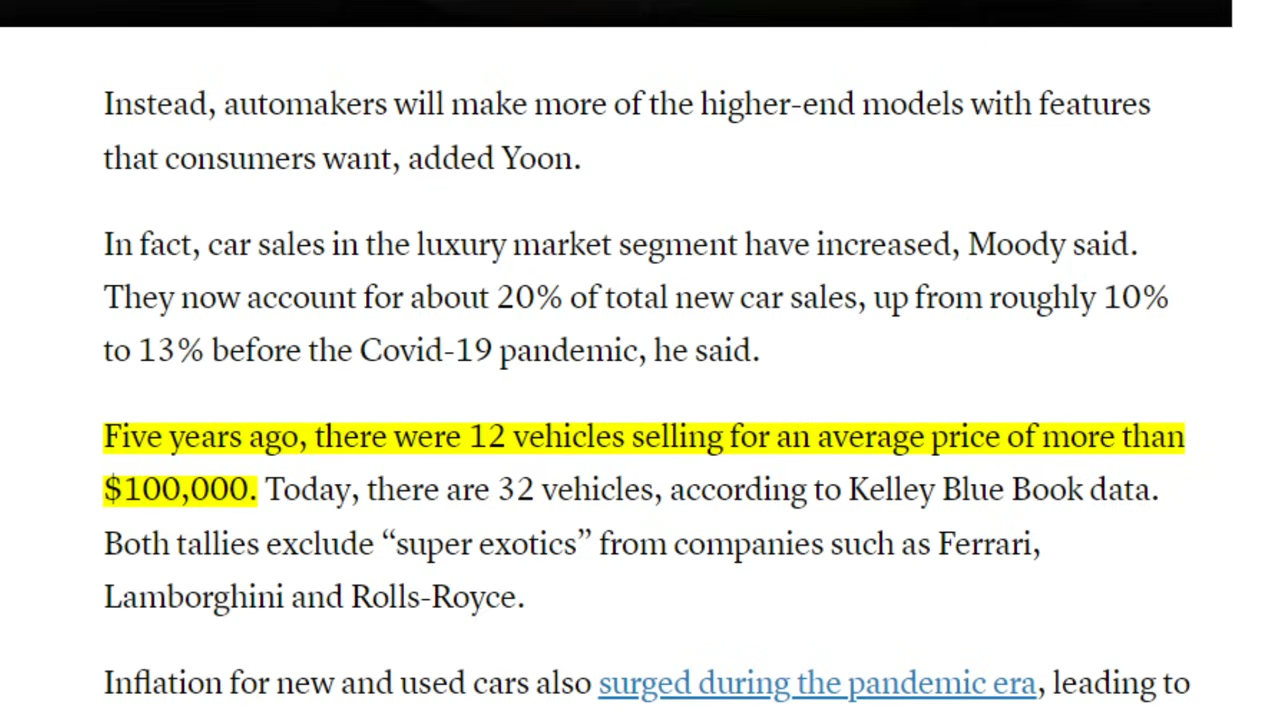 Instead, automakers will make more of the higher-end models with features
that consumers want, added Yoon.
In fact, car sales in the luxury market segment have increased, Moody said.
They now account for about 20% of total new car sales, up from roughly 10%
to 13% before the Covid-19 pandemic, he said.
Five years ago, there were 12 vehicles selling for an average price of more than
$100,000. Today, there are 32 vehicles, according to Kelley Blue Book data.
Both tallies exclude “super exotics” from companies such as Ferrari,
Lamborghini and Rolls-Royce.
Inflation for new and used cars also surged during the pandemic era, leading to